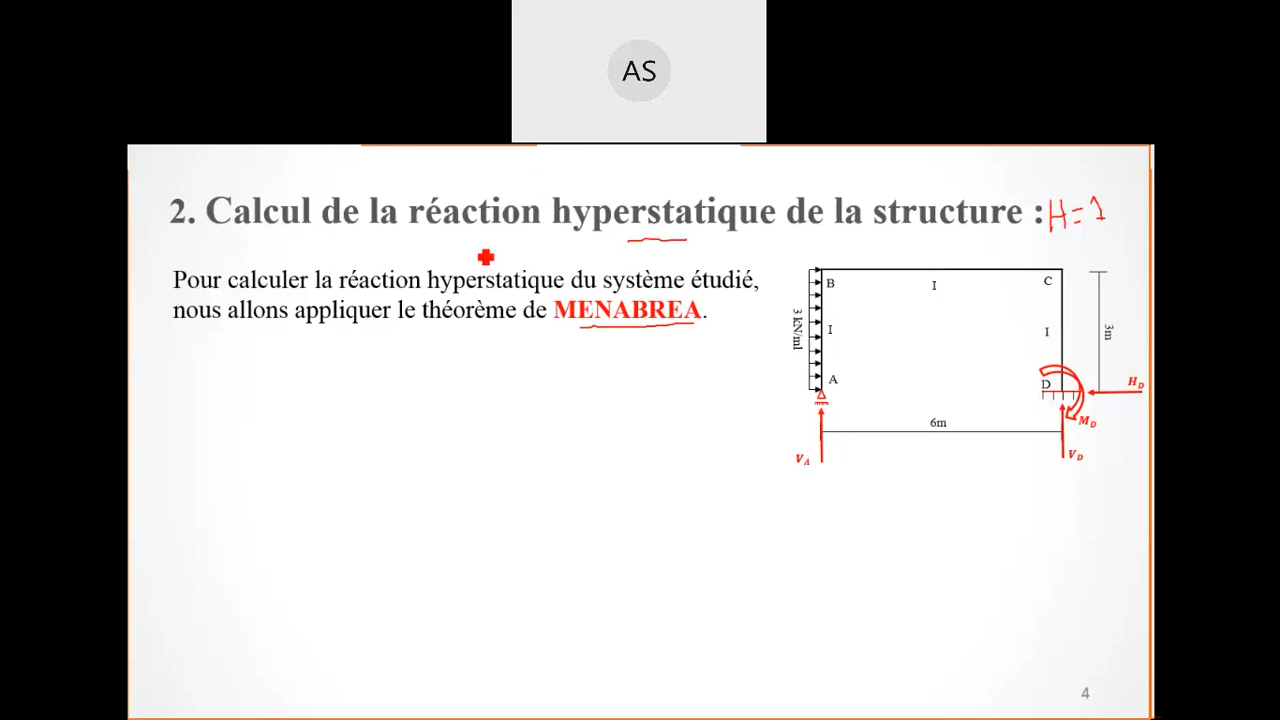 AS
2. Calcul de la réaction hyperstatique de la structure : H=1
Pour calculer la réaction hyperstatique du système étudié,
nous allons appliquer le théorème de MENABREA.
B
I
C
3 kN/ml
I
I
3m
A
D
H_D
M_D
6m
V_A
V_D
4